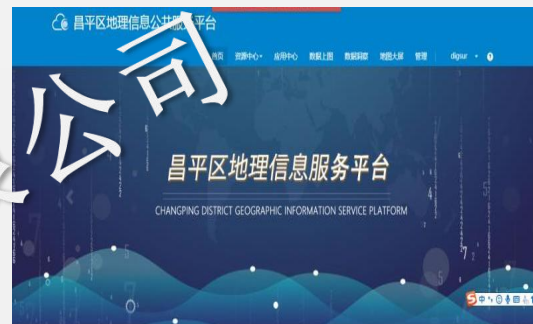 昌平区地理信息公共服务平台
首页 资源中心 应用中心 数据上图 数据洞察 地图大屏 管理 digsur
昌平区地理信息服务平台
CHANGPING DISTRICT GEOGRAPHIC INFORMATION SERVICE PLATFORM
公司
中